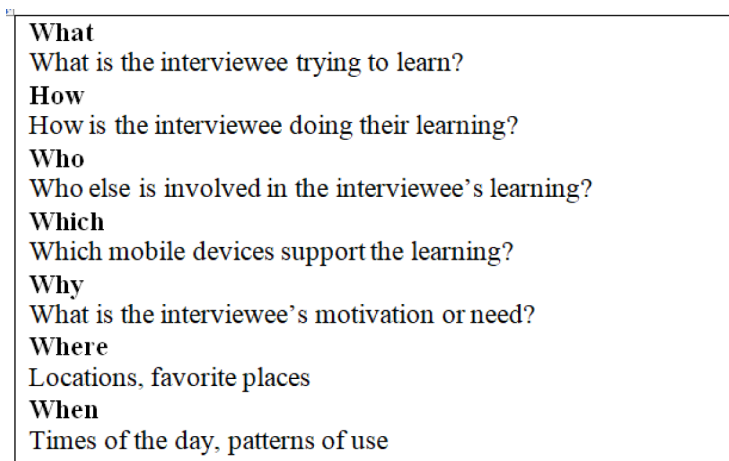 What
What is the interviewee trying to learn?
How
How is the interviewee doing their learning?
Who
Who else is involved in the interviewee’s learning?
Which
Which mobile devices support the learning?
Why
What is the interviewee’s motivation or need?
Where
Locations, favorite places
When
Times of the day, patterns of use